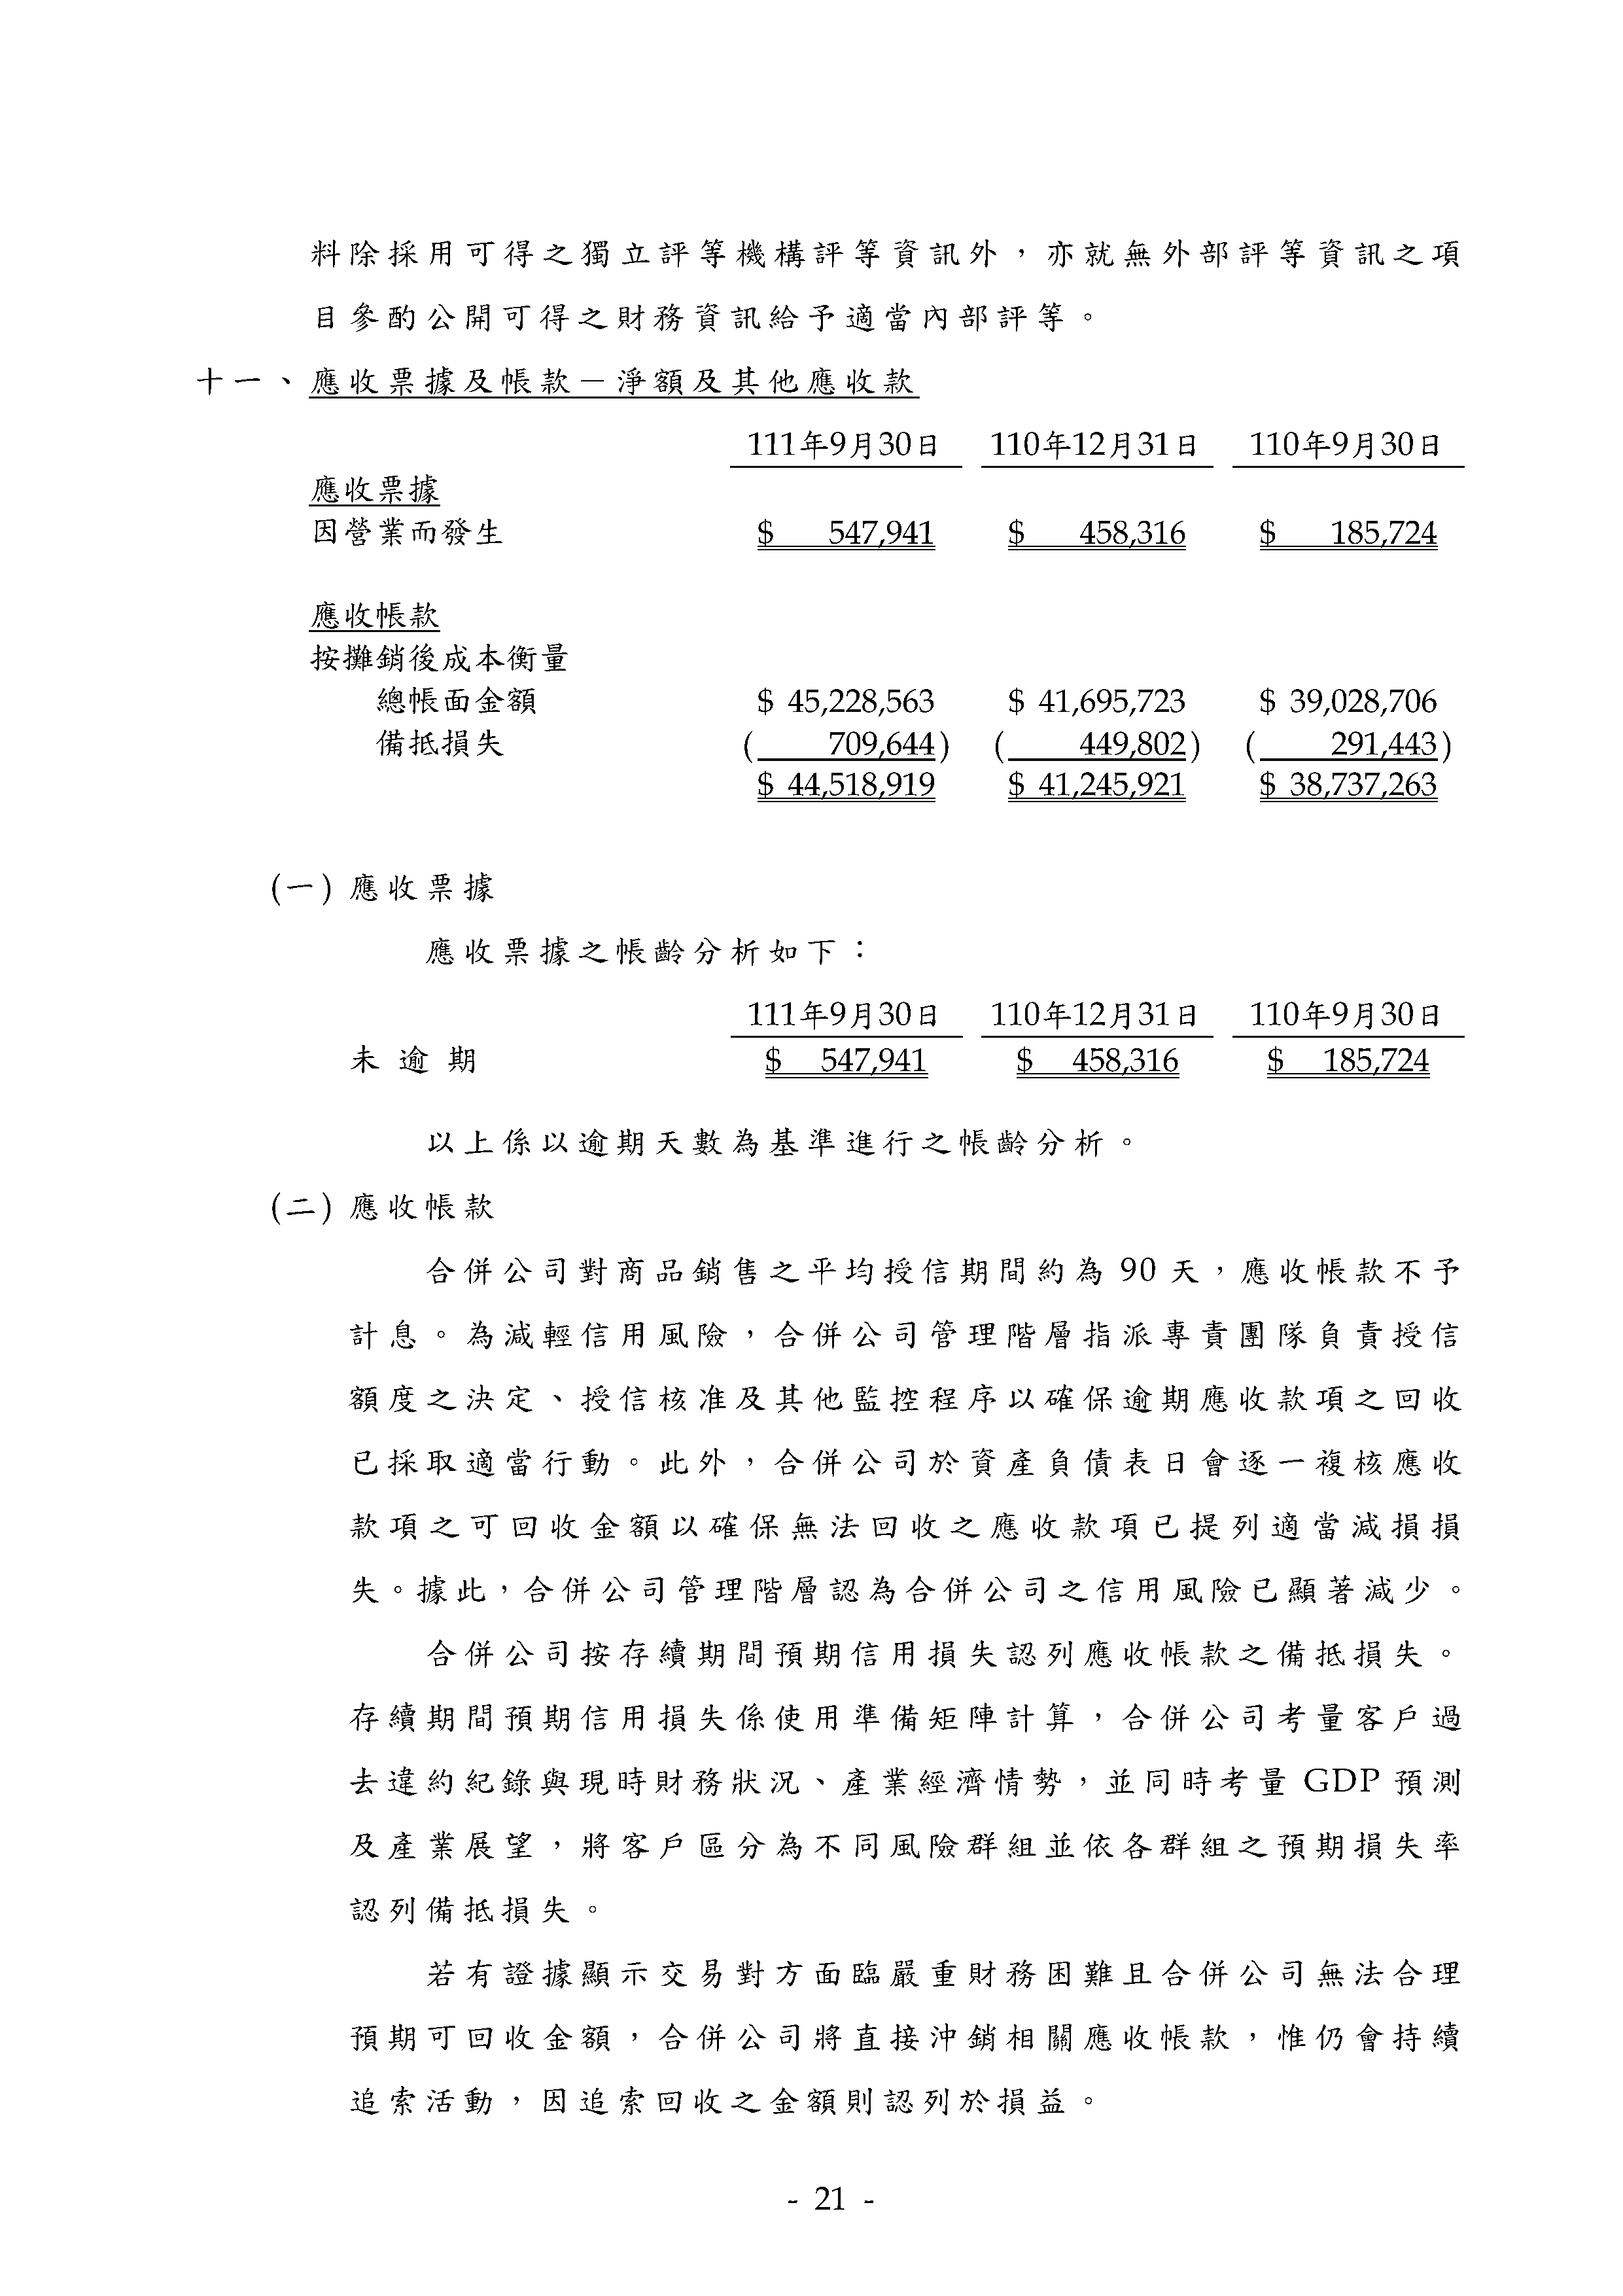 料除採用可得之獨立評等機構評等資訊外，亦就無外部評等資訊之項
目參酌公開可得之財務資訊給予適當內部評等。
十一、應收票據及帳款－淨額及其他應收款
111年9月30日 110年12月31日 110年9月30日
應收票據
因營業而發生 $ 547,941 $ 458,316 $ 185,724
應收帳款
按攤銷後成本衡量
總帳面金額 $ 45,228,563 $ 41,695,723 $ 39,028,706
備抵損失 ( 709,644) ( 449,802) ( 291,443)
$ 44,518,919 $ 41,245,921 $ 38,737,263
(一) 應收票據
應收票據之帳齡分析如下：
111年9月30日 110年12月31日 110年9月30日
未逾期 $ 547,941 $ 458,316 $ 185,724
以上係以逾期天數為基準進行之帳齡分析。
(二) 應收帳款
合併公司對商品銷售之平均授信期間約為 90 天，應收帳款不予
計息。為減輕信用風險，合併公司管理階層指派專責團隊負責授信
額度之決定、授信核准及其他監控程序以確保逾期應收款項之回收
已採取適當行動。此外，合併公司於資產負債表日會逐一複核應收
款項之可回收金額以確保無法回收之應收款項已提列適當減損損
失。據此，合併公司管理階層認為合併公司之信用風險已顯著減少。
合併公司按存續期間預期信用損失認列應收帳款之備抵損失。
存續期間預期信用損失係使用準備矩陣計算，合併公司考量客戶過
去違約紀錄與現時財務狀況、產業經濟情勢，並同時考量 GDP 預測
及產業展望，將客戶區分為不同風險群組並依各群組之預期損失率
認列備抵損失。
若有證據顯示交易對方面臨嚴重財務困難且合併公司無法合理
預期可回收金額，合併公司將直接沖銷相關應收帳款，惟仍會持續
追索活動，因追索回收之金額則認列於損益。
- 21 -